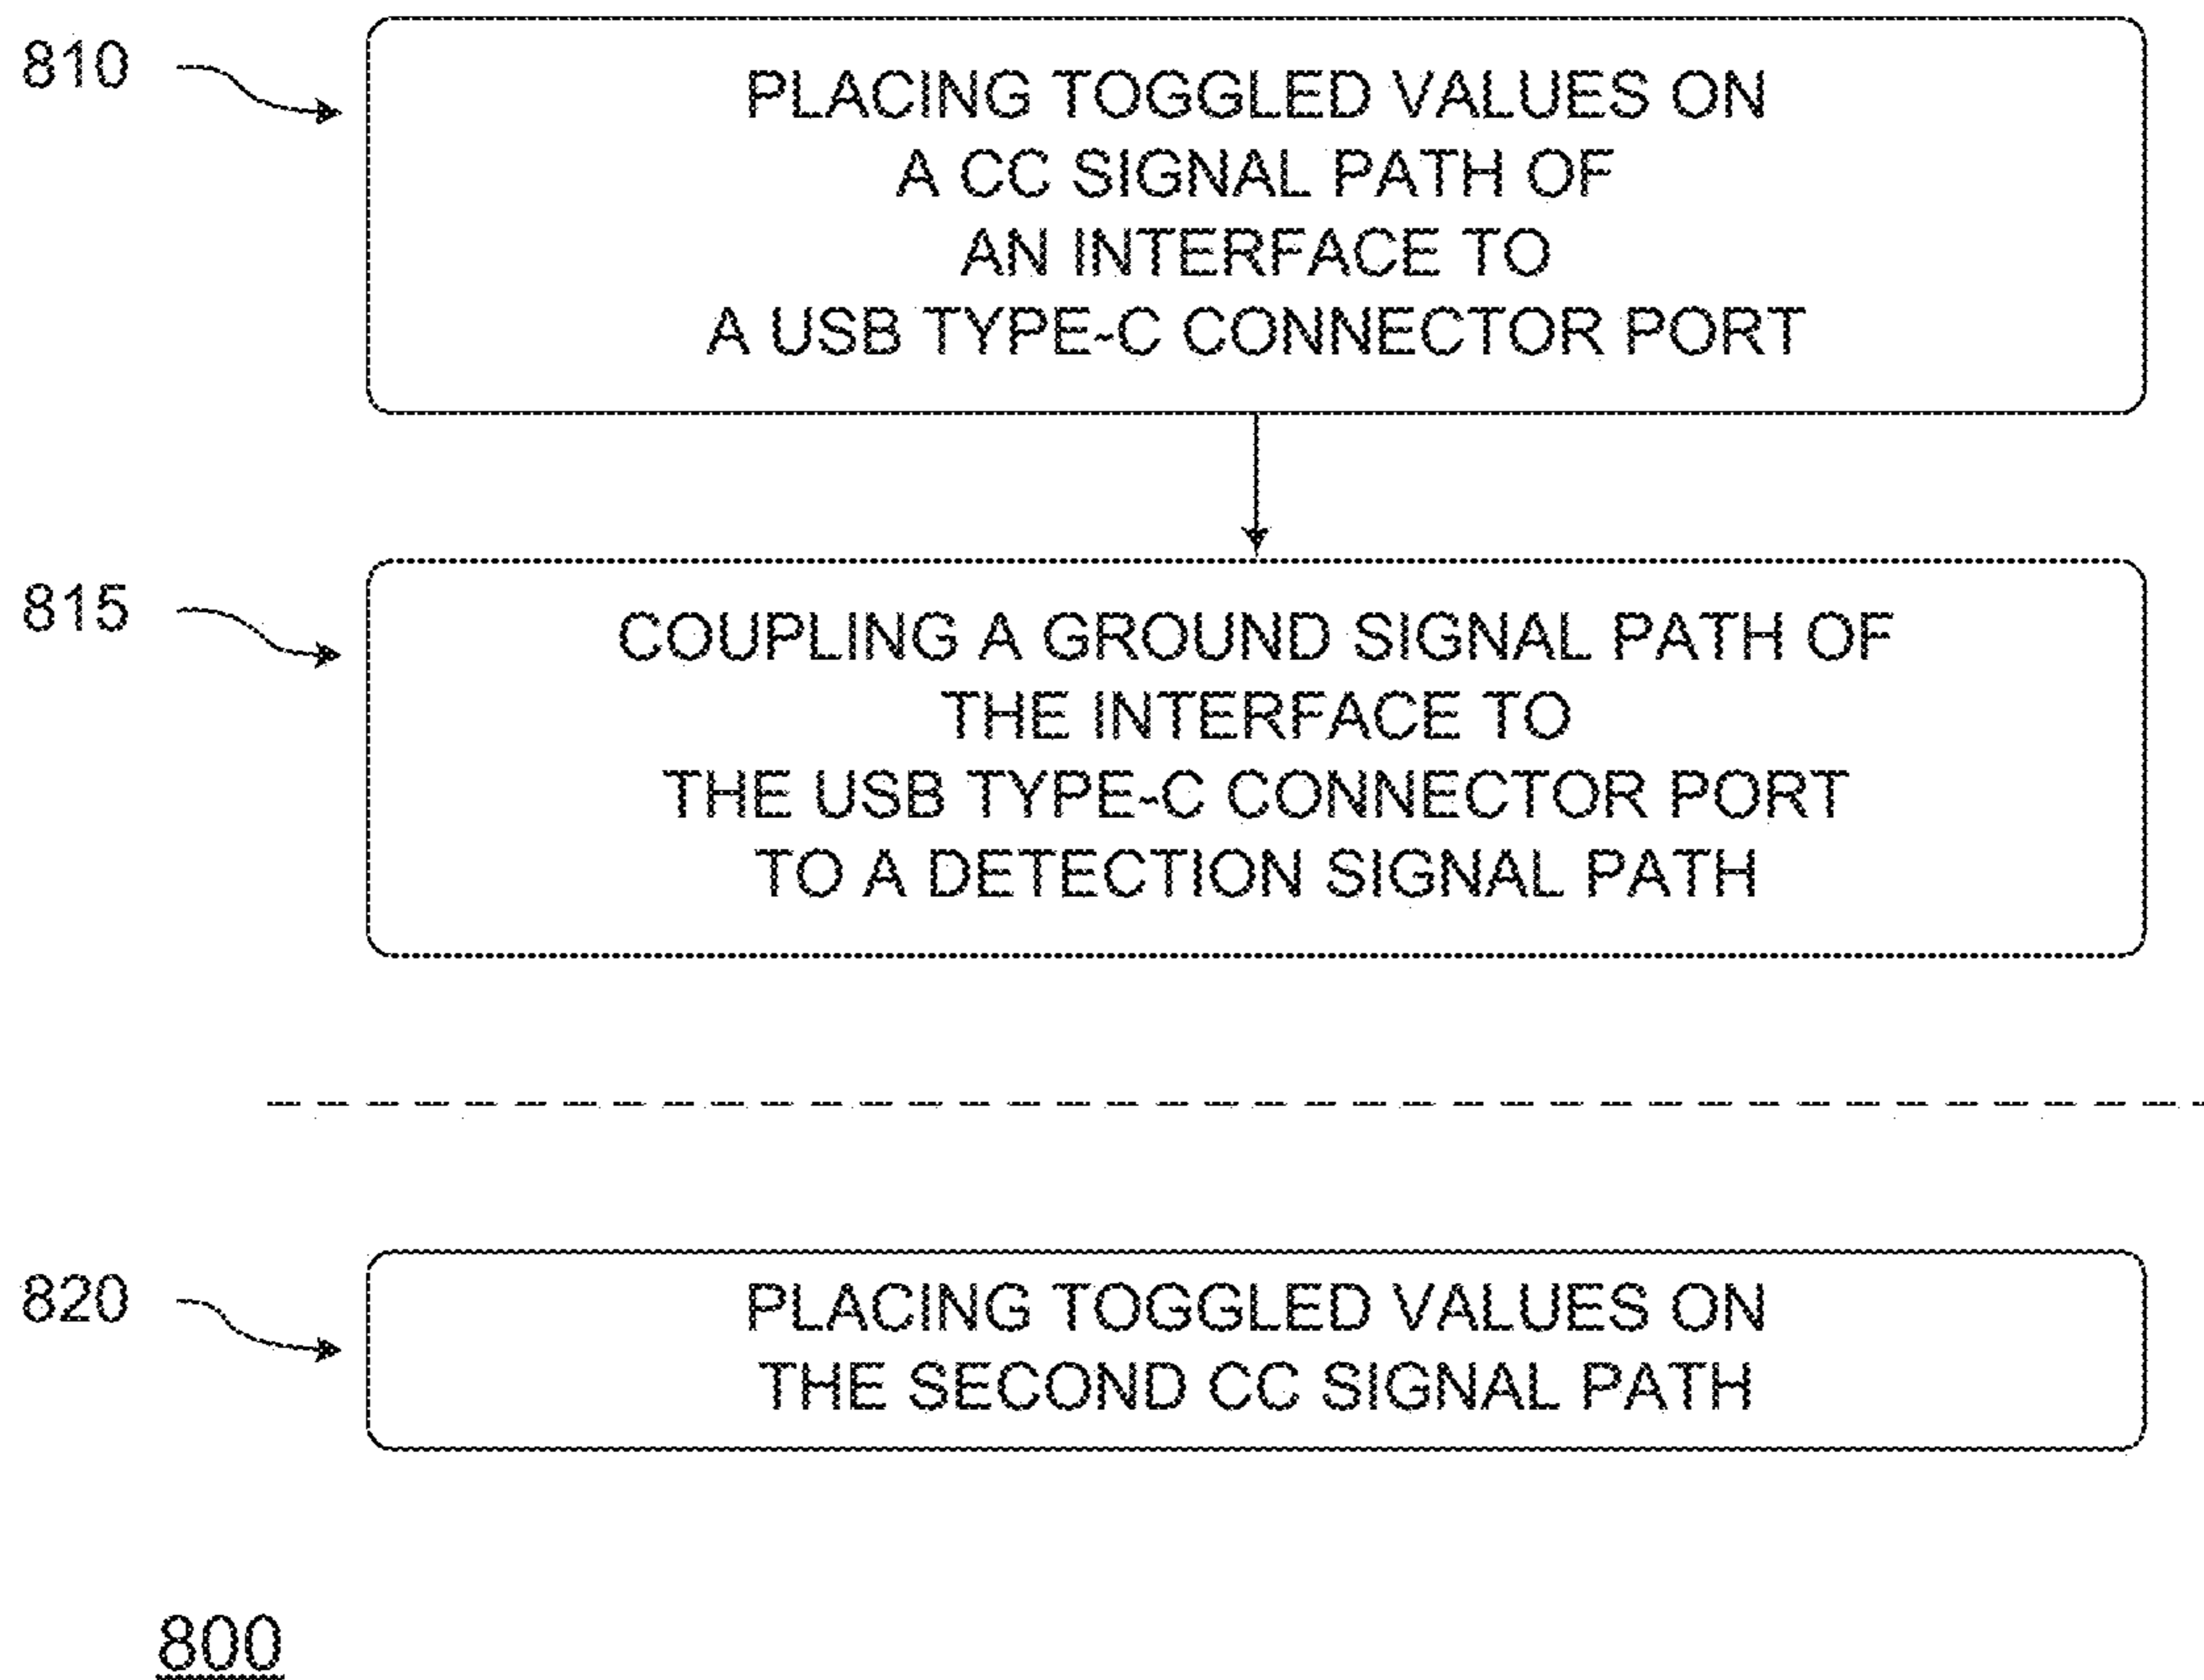 810
PLACING TOGGLED VALUES ON
A CC SIGNAL PATH OF
AN INTERFACE TO
A USB TYPE-C CONNECTOR PORT
815
COUPLING A GROUND SIGNAL PATH OF
THE INTERFACE TO
THE USB TYPE-C CONNECTOR PORT
TO A DETECTION SIGNAL PATH
820
PLACING TOGGLED VALUES ON
THE SECOND CC SIGNAL PATH
800